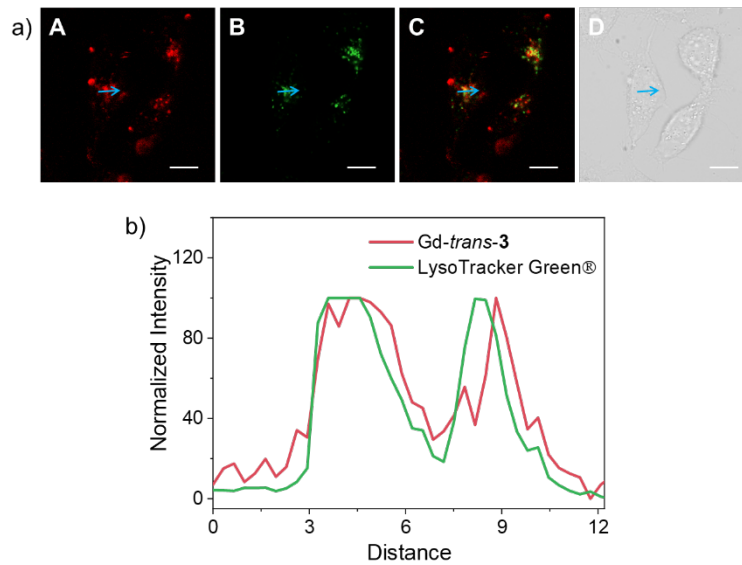 a)
A
B
C
D
b)
Gd-trans-3
LysoTracker Green®
Normalized Intensity
120
80
40
0
0
3
6
9
12
Distance